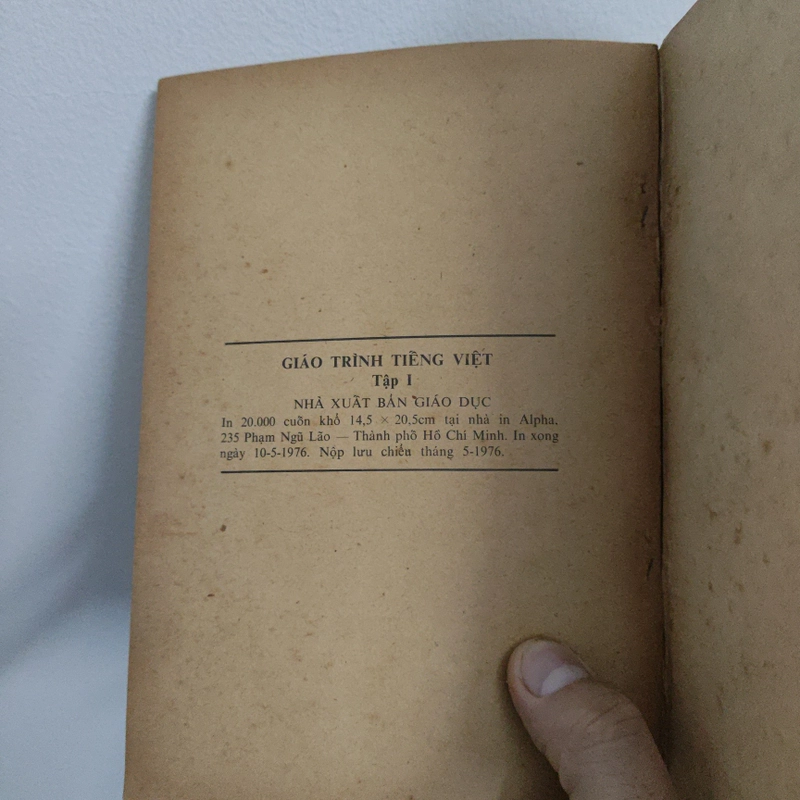 GIÁO TRÌNH TIẾNG VIỆT
Tập I
NHÀ XUẤT BẢN GIÁO DỤC
In 20.000 cuốn khổ 14,5 × 20,5cm tại nhà in Alpha.
235 Phạm Ngũ Lão — Thành phố Hồ Chí Minh. In xong
ngày 10-5-1976. Nộp lưu chiểu tháng 5-1976.